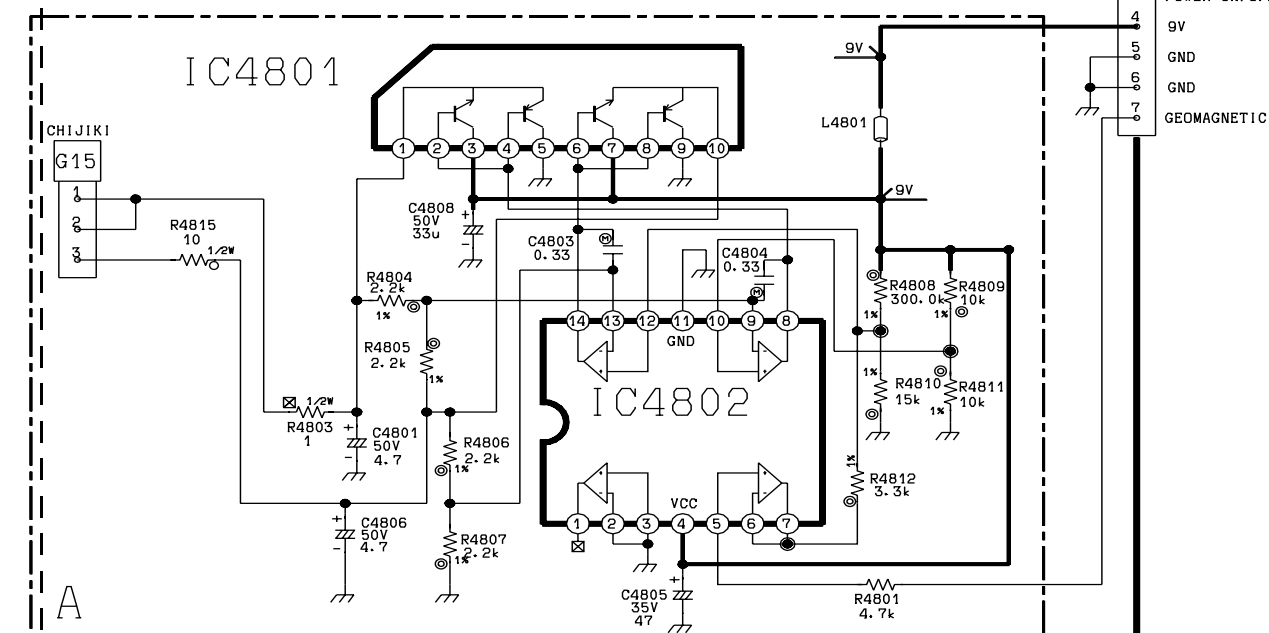 4
9V
9V
5
GND
6
GND
IC4801
L4801
7
GEOMAGNETIC
CHIJIKI
G15
1
2
3
4
5
6
7
8
9
10
1
9V
2
C4808
50V
33u
+
-
R4815
10
1/2W
3
C4803
0.33
M
C4804
0.33
M
R4804
2.2k
1%
R4808
300.0k
1%
R4809
10k
1%
14
13
12
11
10
9
8
GND
R4805
2.2k
1%
-
+
-
+
IC4802
1%
R4810
15k
R4811
10k
1%
1/2W
R4803
1
+
C4801
50V
4.7
-
R4806
2.2k
1%
1%
R4812
3.3k
VCC
1
2
3
4
5
6
7
+
C4806
50V
4.7
-
R4807
2.2k
1%
+
C4805
35V
47
-
R4801
4.7k
A